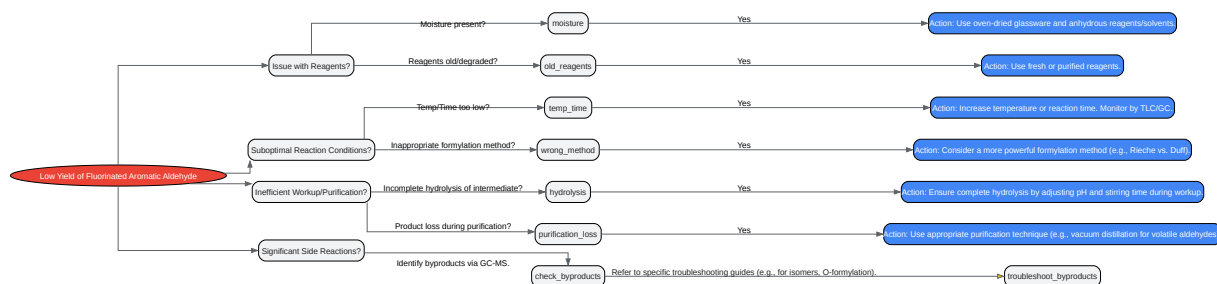 Moisture present?
moisture
Yes
Action: Use oven-dried glassware and anhydrous reagents/solvents.
Issue with Reagents?
Reagents old/degraded?
old_reagents
Yes
Action: Use fresh or purified reagents.
Temp/Time too low?
temp_time
Yes
Action: Increase temperature or reaction time. Monitor by TLC/GC.
Suboptimal Reaction Conditions?
Inappropriate formylation method?
wrong_method
Yes
Action: Consider a more powerful formylation method (e.g., Rieche vs. Duff).
Low Yield of Fluorinated Aromatic Aldehyde
Inefficient Workup/Purification?
Incomplete hydrolysis of intermediate?
hydrolysis
Yes
Action: Ensure complete hydrolysis by adjusting pH and stirring time during workup.
Product loss during purification?
purification_loss
Yes
Action: Use appropriate purification technique (e.g., vacuum distillation for volatile aldehydes
Significant Side Reactions?
Identify byproducts via GC-MS.
check_byproducts
Refer to specific troubleshooting guides (e.g., for isomers, O-formylation).
troubleshoot_byproducts